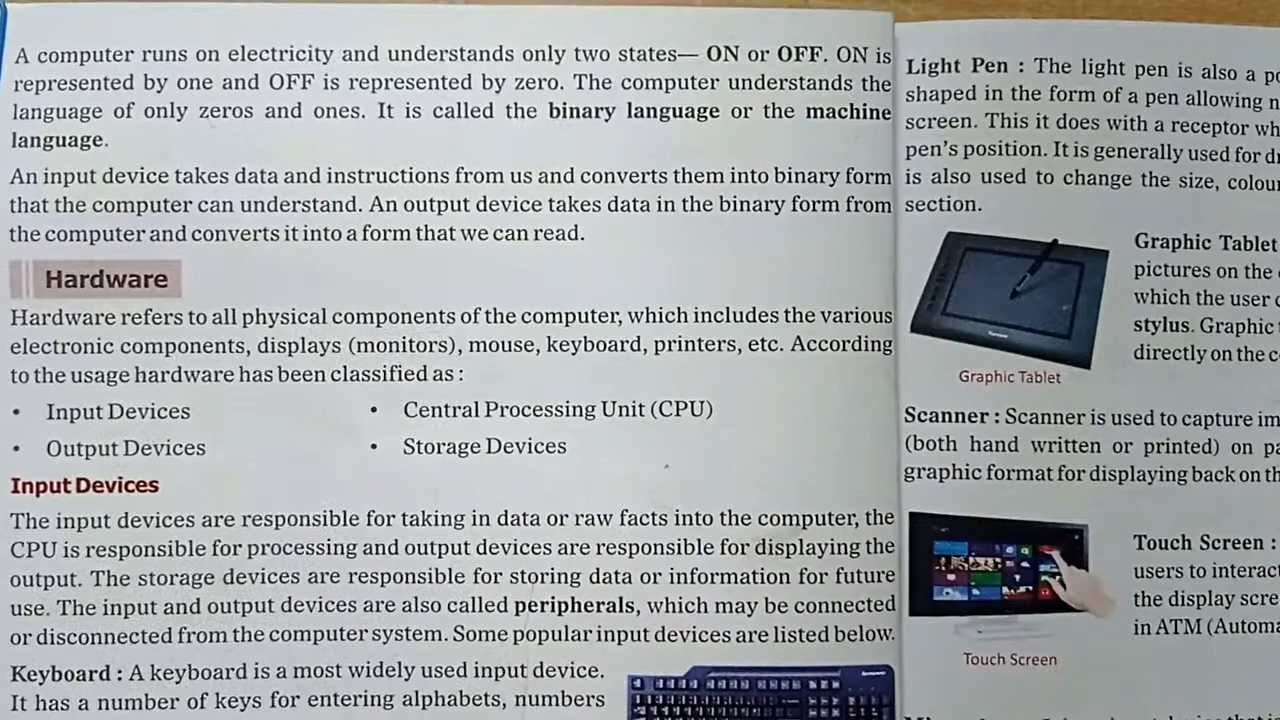 A computer runs on electricity and understands only two states— ON or OFF. ON is
represented by one and OFF is represented by zero. The computer understands the
language of only zeros and ones. It is called the binary language or the machine
language.
An input device takes data and instructions from us and converts them into binary form
that the computer can understand. An output device takes data in the binary form from
the computer and converts it into a form that we can read.
Hardware
Hardware refers to all physical components of the computer, which includes the various
electronic components, displays (monitors), mouse, keyboard, printers, etc. According
to the usage hardware has been classified as :
• Input Devices
• Central Processing Unit (CPU)
• Output Devices
• Storage Devices
Input Devices
The input devices are responsible for taking in data or raw facts into the computer, the
CPU is responsible for processing and output devices are responsible for displaying the
output. The storage devices are responsible for storing data or information for future
use. The input and output devices are also called peripherals, which may be connected
or disconnected from the computer system. Some popular input devices are listed below.
Keyboard : A keyboard is a most widely used input device.
It has a number of keys for entering alphabets, numbers
Light Pen : The light pen is also a
shaped in the form of a pen allowing
screen. This it does with a receptor
pen's position. It is generally used for
is also used to change the size,
section.
Graphic Tablet
pictures on the
which the user
stylus. Graphic
directly on the
Graphic Tablet
Scanner : Scanner is used to capture
(both hand written or printed) on
graphic format for displaying back on
Touch Screen :
users to
the display
in ATM
Touch Screen